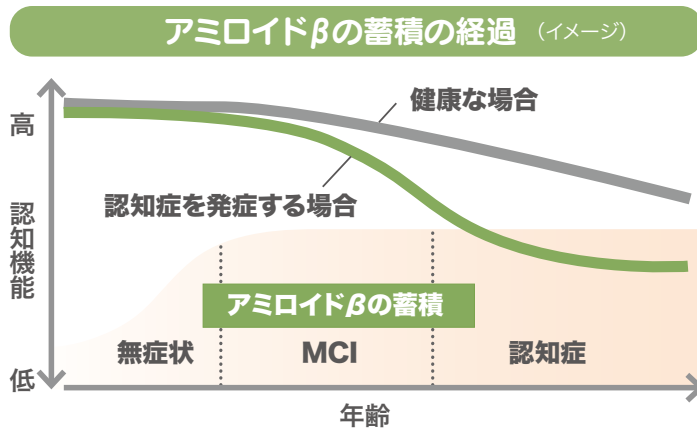 アミロイドβの蓄積の経過 （イメージ）
高
健康な場合
認知症を発症する場合
認知機能
アミロイドβの蓄積
無症状 MCI 認知症
低
年齢